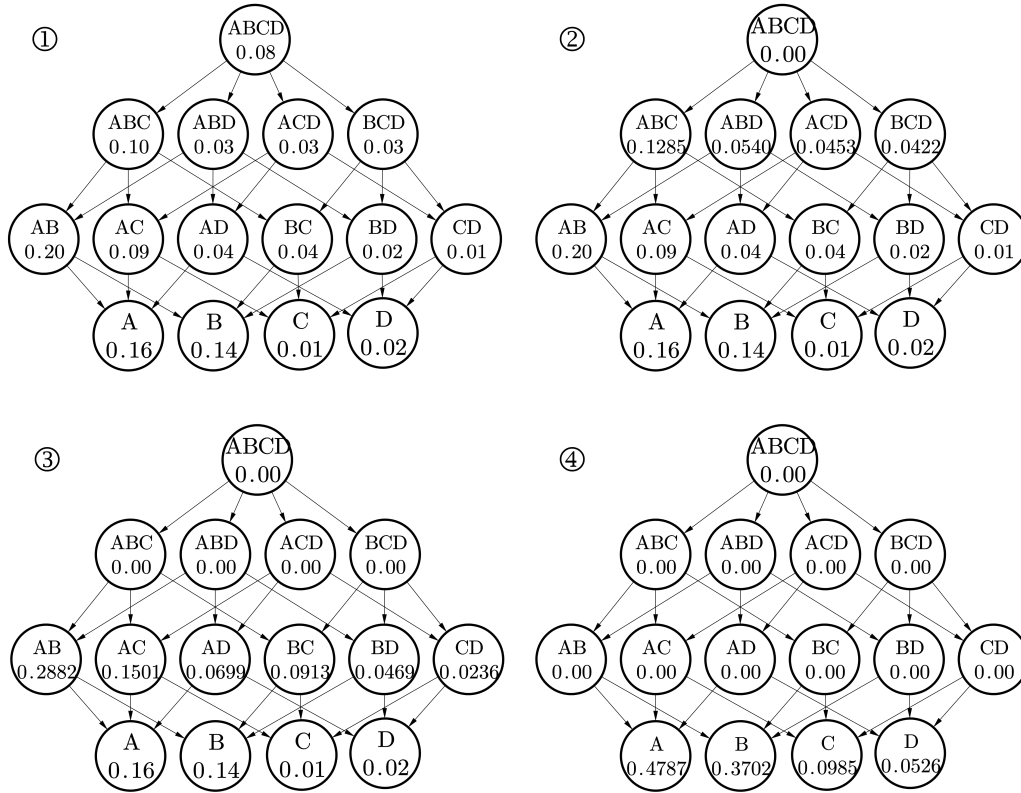 ①
ABCD
0.08
ABC
0.10
ABD
0.03
ACD
0.03
BCD
0.03
AB
0.20
AC
0.09
AD
0.04
BC
0.04
BD
0.02
CD
0.01
A
0.16
B
0.14
C
0.01
D
0.02
②
ABCD
0.00
ABC
0.1285
ABD
0.0540
ACD
0.0453
BCD
0.0422
AB
0.20
AC
0.09
AD
0.04
BC
0.04
BD
0.02
CD
0.01
A
0.16
B
0.14
C
0.01
D
0.02
③
ABCD
0.00
ABC
0.00
ABD
0.00
ACD
0.00
BCD
0.00
AB
0.2882
AC
0.1501
AD
0.0699
BC
0.0913
BD
0.0469
CD
0.0236
A
0.16
B
0.14
C
0.01
D
0.02
④
ABCD
0.00
ABC
0.00
ABD
0.00
ACD
0.00
BCD
0.00
AB
0.00
AC
0.00
AD
0.00
BC
0.00
BD
0.00
CD
0.00
A
0.4787
B
0.3702
C
0.0985
D
0.0526